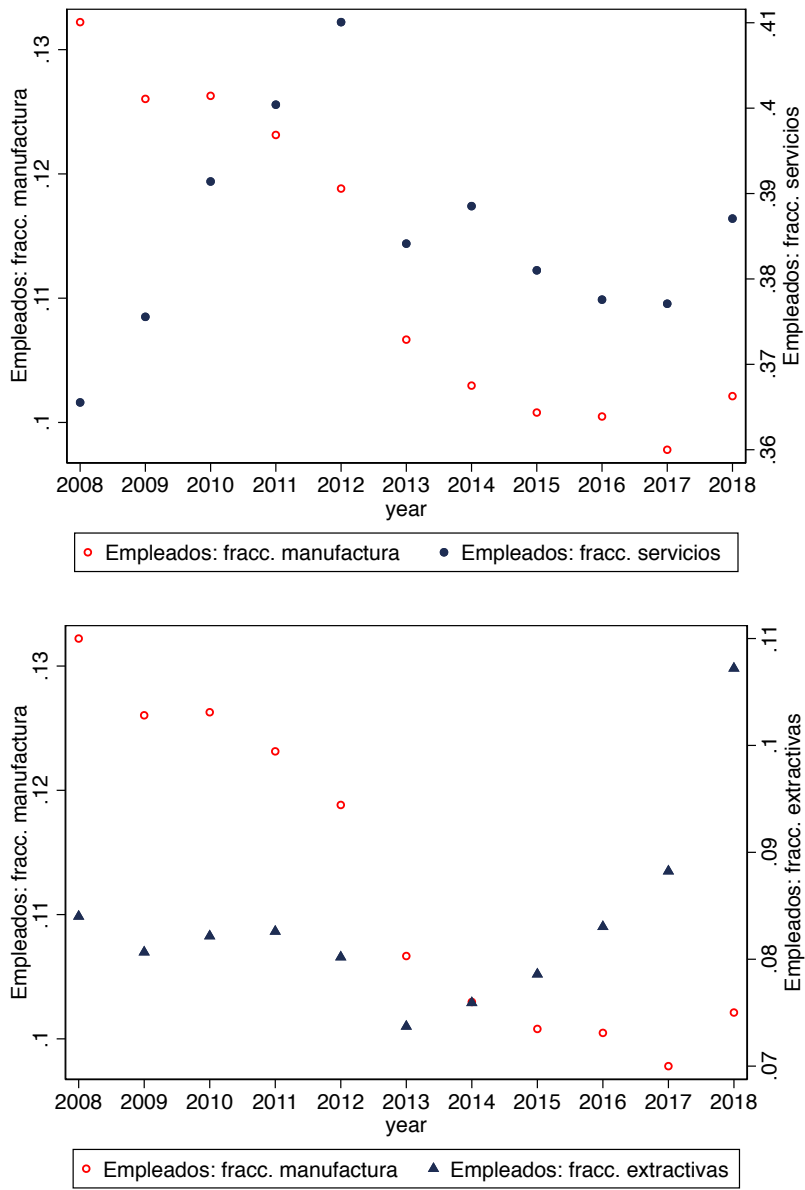 .13
.12
.11
.1
Empleados: fracc. manufactura
.41
.4
.39
.38
.37
.36
Empleados: fracc. servicios
2008 2009 2010 2011 2012 2013 2014 2015 2016 2017 2018
year
Empleados: fracc. manufactura Empleados: fracc. servicios
.13
.12
.11
.1
Empleados: fracc. manufactura
.11
.1
.09
.08
.07
Empleados: fracc. extractivas
2008 2009 2010 2011 2012 2013 2014 2015 2016 2017 2018
year
Empleados: fracc. manufactura Empleados: fracc. extractivas